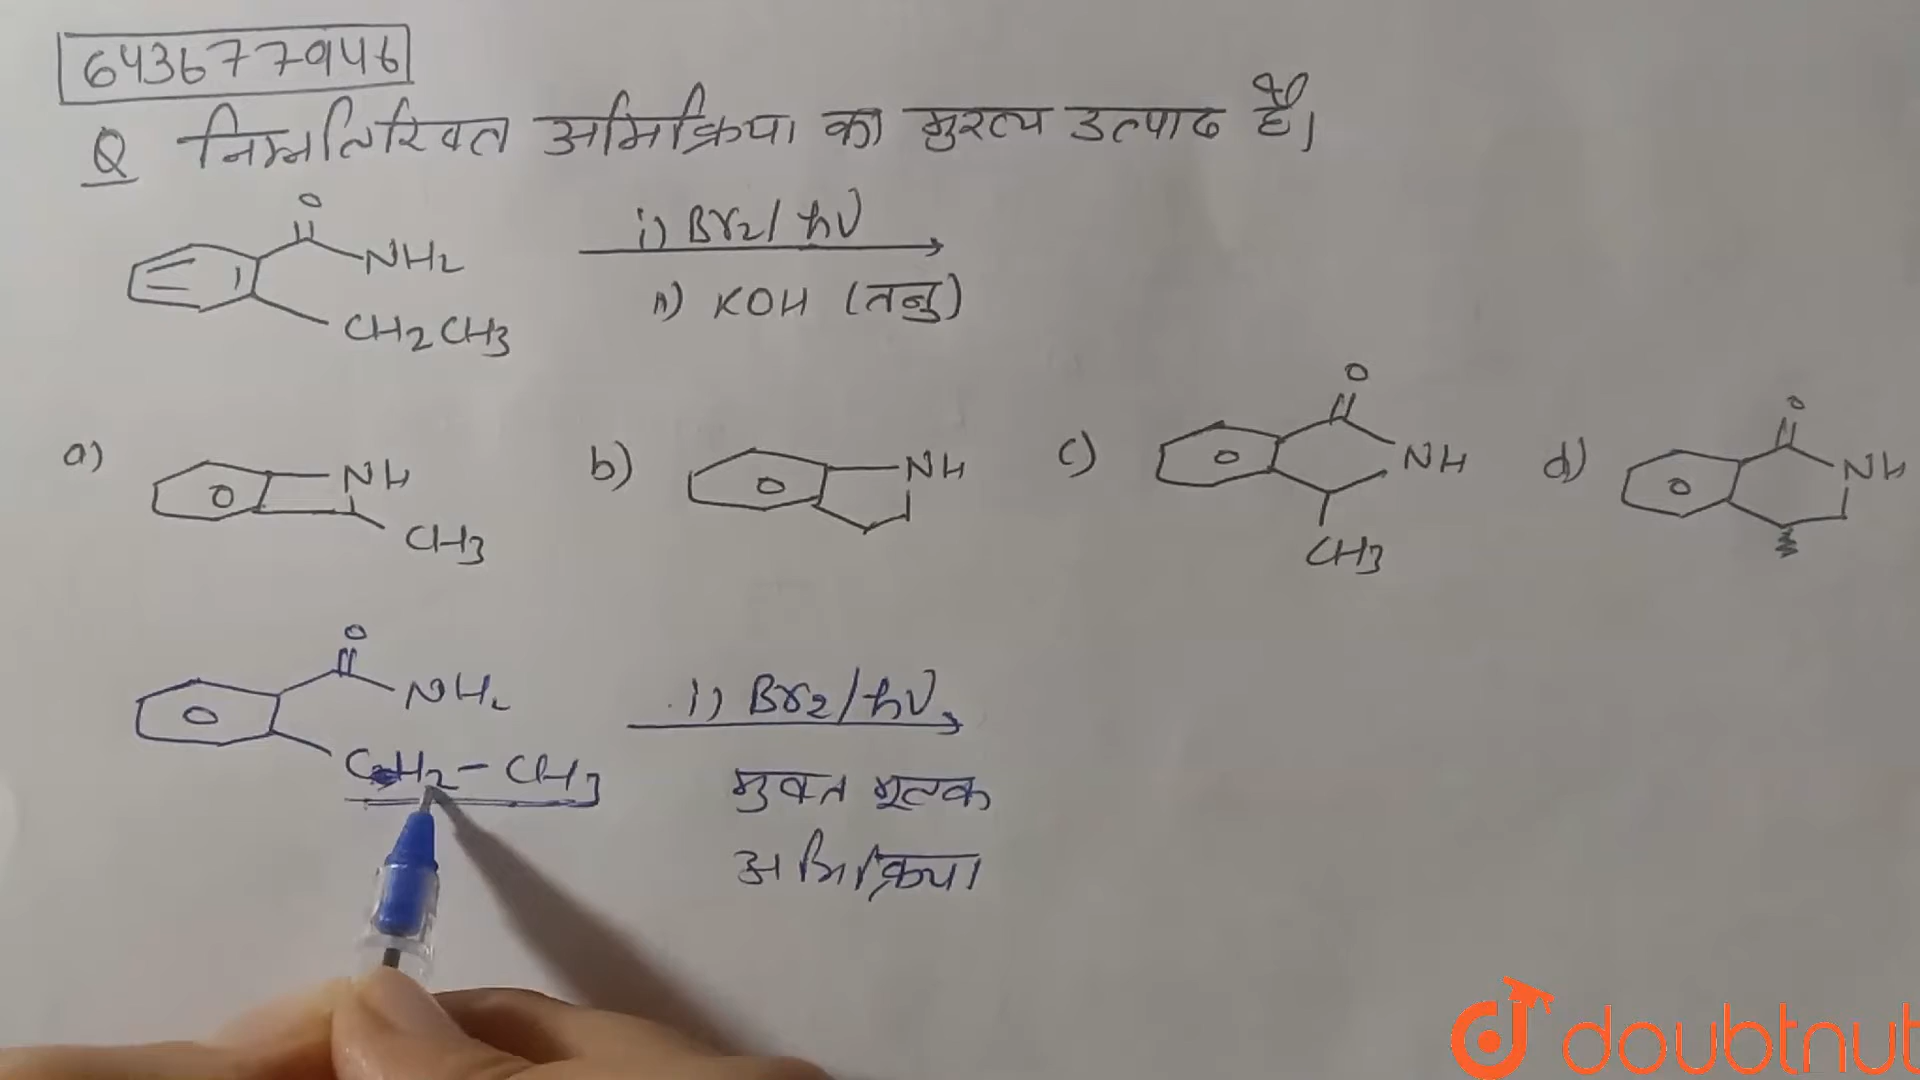 643677946
Q निम्नलिखित अभिक्रिया का मुख्य उत्पाद है।
O
NH2
CH2CH3
i) Br2/hν
ii) KOH (तनु)
a)
NH
CH3
b)
NH
c)
O
NH
CH3
d)
O
NH
O
NH2
CH2-CH3
i) Br2/hν
मुक्त मूलक
अभिक्रिया
doubtnut